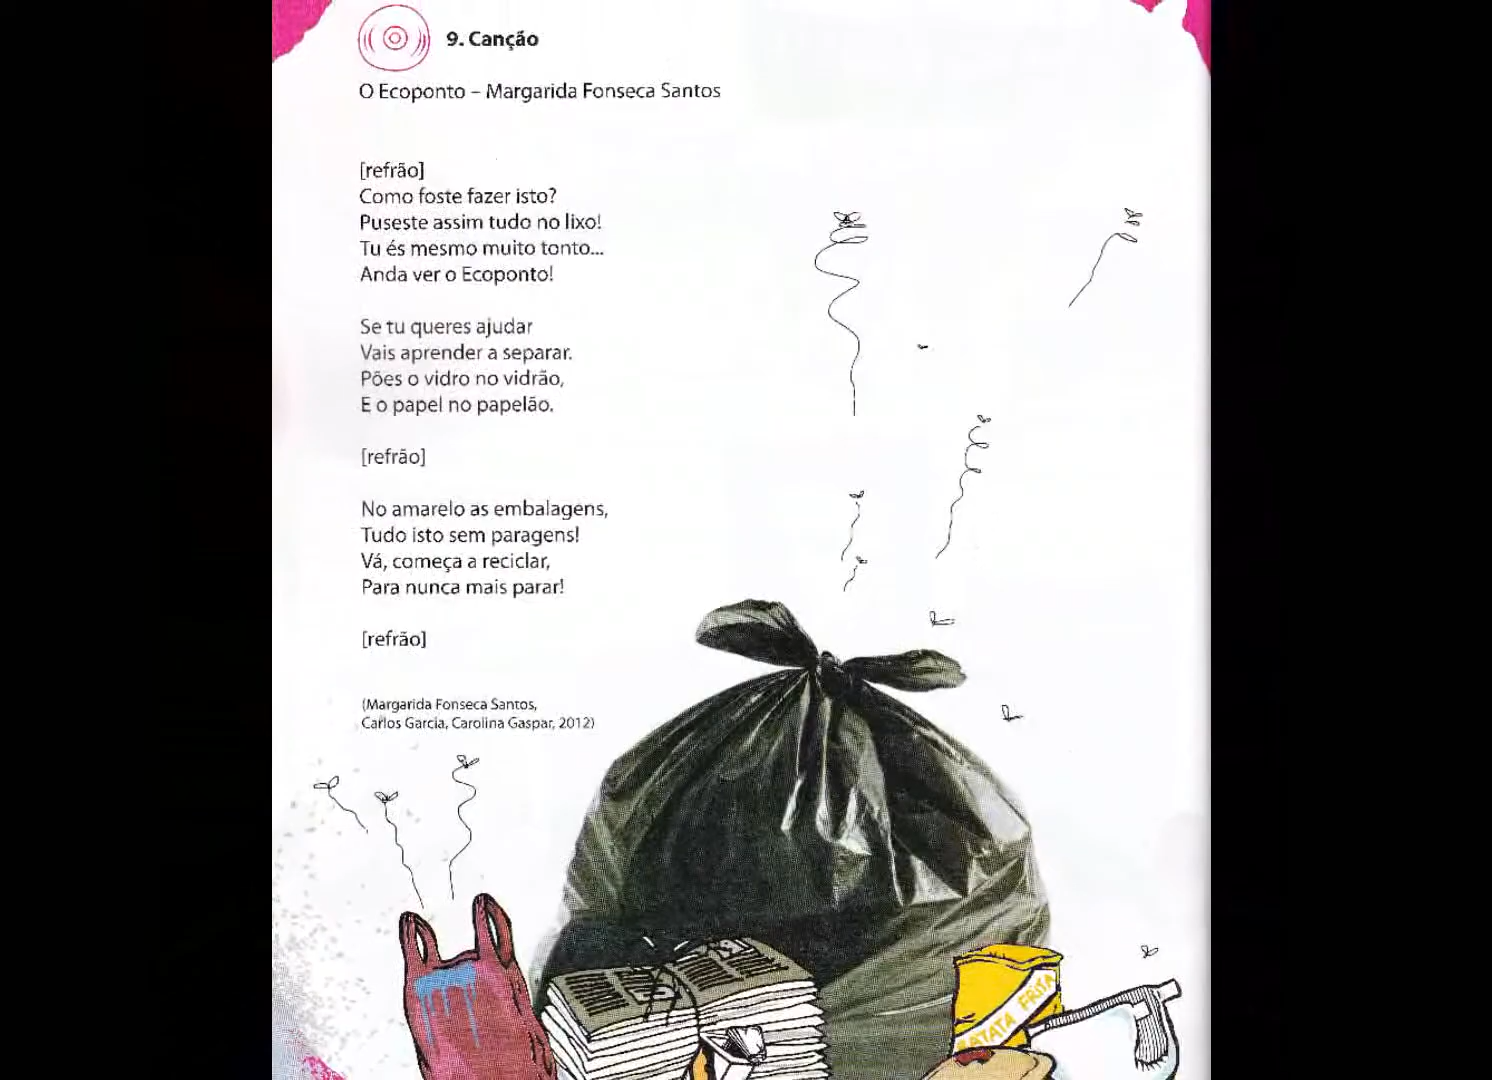 9. Canção
O Ecoponto – Margarida Fonseca Santos
[refrão]
Como foste fazer isto?
Puseste assim tudo no lixo!
Tu és mesmo muito tonto...
Anda ver o Ecoponto!
Se tu queres ajudar
Vais aprender a separar.
Pões o vidro no vidrão,
E o papel no papelão.
[refrão]
No amarelo as embalagens,
Tudo isto sem paragens!
Vá, começa a reciclar,
Para nunca mais parar!
[refrão]
(Margarida Fonseca Santos,
Carlos Garcia, Carolina Gaspar, 2012)
BATATA FRITA